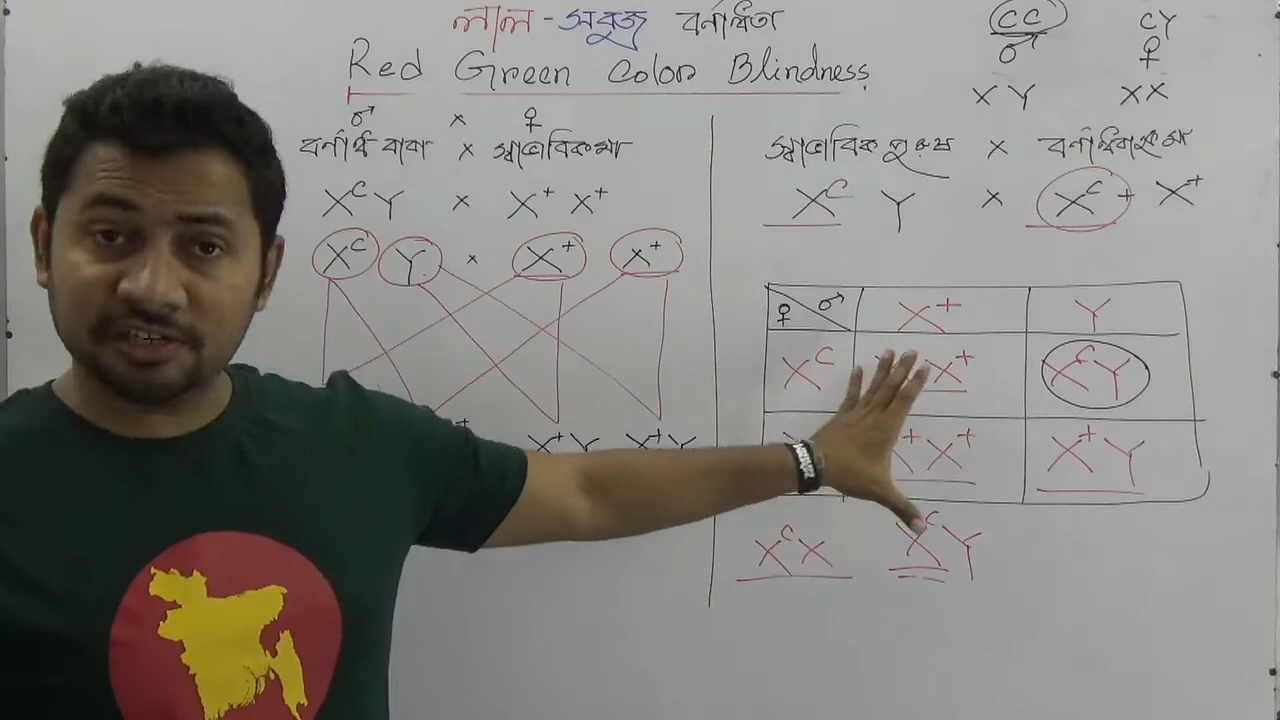 লাল - সবুজ বর্ণান্ধতা
Red Green Color Blindness
♂ × ♀
বর্ণান্ধ বাবা × স্বাভাবিক মা
X^C Y × X^+ X^+
X^C Y × X^+ X^+
X^+ Y X^+ Y
CC CY
♂ ♀
XY XX
স্বাভাবিক পুরুষ × বর্ণান্ধবাহক মা
X^C Y × X^C + X^+
♀ ♂ X^+ Y
X^C X^+ X^C Y
X^+ X^+ Y
X^C X X^C Y